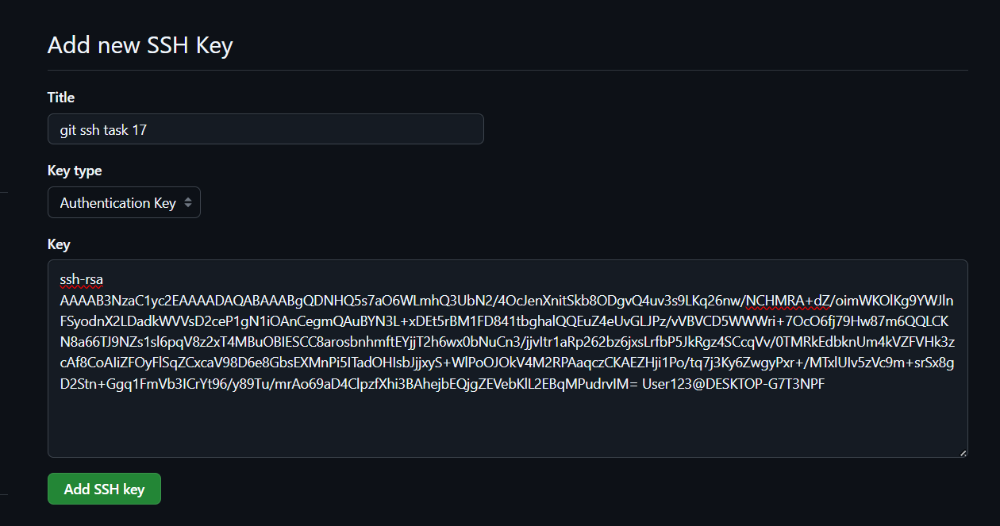 Add new SSH Key
Title
git ssh task 17
Key type
Authentication Key
Key
ssh-rsa
AAAAB3NzaC1yc2EAAAADAQABAAABgQDNHQ5s7aO6WLmhQ3UbN2/4OcJenXnitSkb8ODgvQ4uv3s9LKq26nw/NCHMRA+dZ/oimWKOlKg9YWJln
FSyodnX2LDadkWVVsD2ceP1gN1iOAnCegmQAuBYN3L+xDEt5rBM1FD841tbghalQQEuZ4eUvGLJPz/vVBVCD5WWWri+7OcO6fj79Hw87m6QQLCK
N8a66TJ9NZs1sl6pqV8z2xT4MBuOBIESCC8arosbnhmftEYjjT2h6wx0bNuCn3/jjvItr1aRp262bz6jxsLrfbP5JkRgz4SCcqVv/0TMRkEdbknUm4kVZFVHk3z
cAf8CoAIiZFOyFlSqZCxcaV98D6e8GbsEXMnPi5ITadOHIsbJjjxyS+WlPoOJOkV4M2RPAaqczCKAEZHji1Po/tq7j3Ky6ZwgyPxr+/MTxlUIv5zVc9m+srSx8g
D2Stn+Ggq1FmVb3ICrYt96/y89Tu/mrAo69aD4ClpzfXhi3BAhejbEQjgZEVebKlL2EBqMPudrvIM= User123@DESKTOP-G7T3NPF
Add SSH key